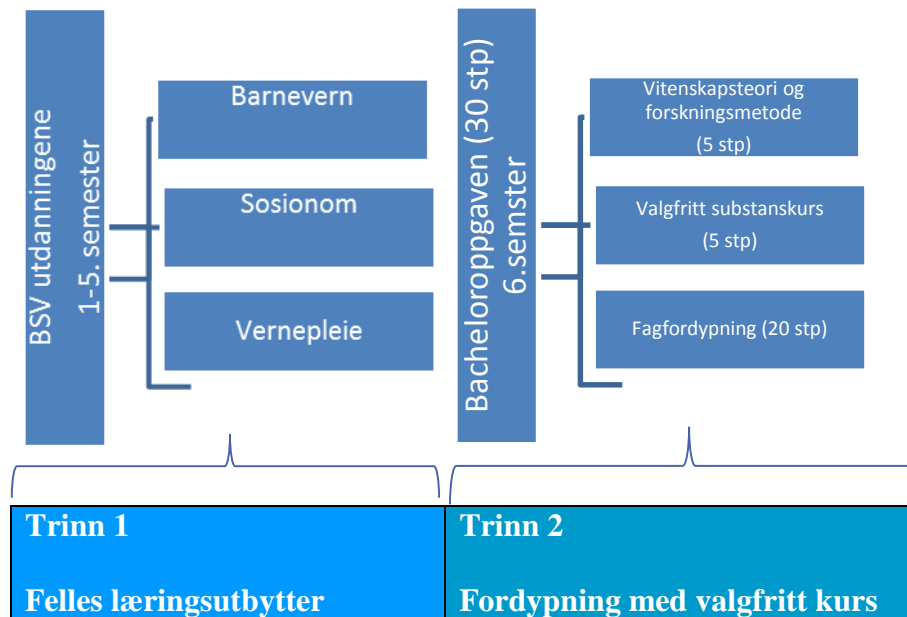 BSV utdanningene
1-5. semester
Barnevern
Sosionom
Vernepleie
Bacheloroppgaven (30 stp)
6.semster
Vitenskapsteori og
forskningsmetode
(5 stp)
Valgfritt substanskurs
(5 stp)
Fagfordypning (20 stp)
Trinn 1
Felles læringsutbytter
Trinn 2
Fordypning med valgfritt kurs